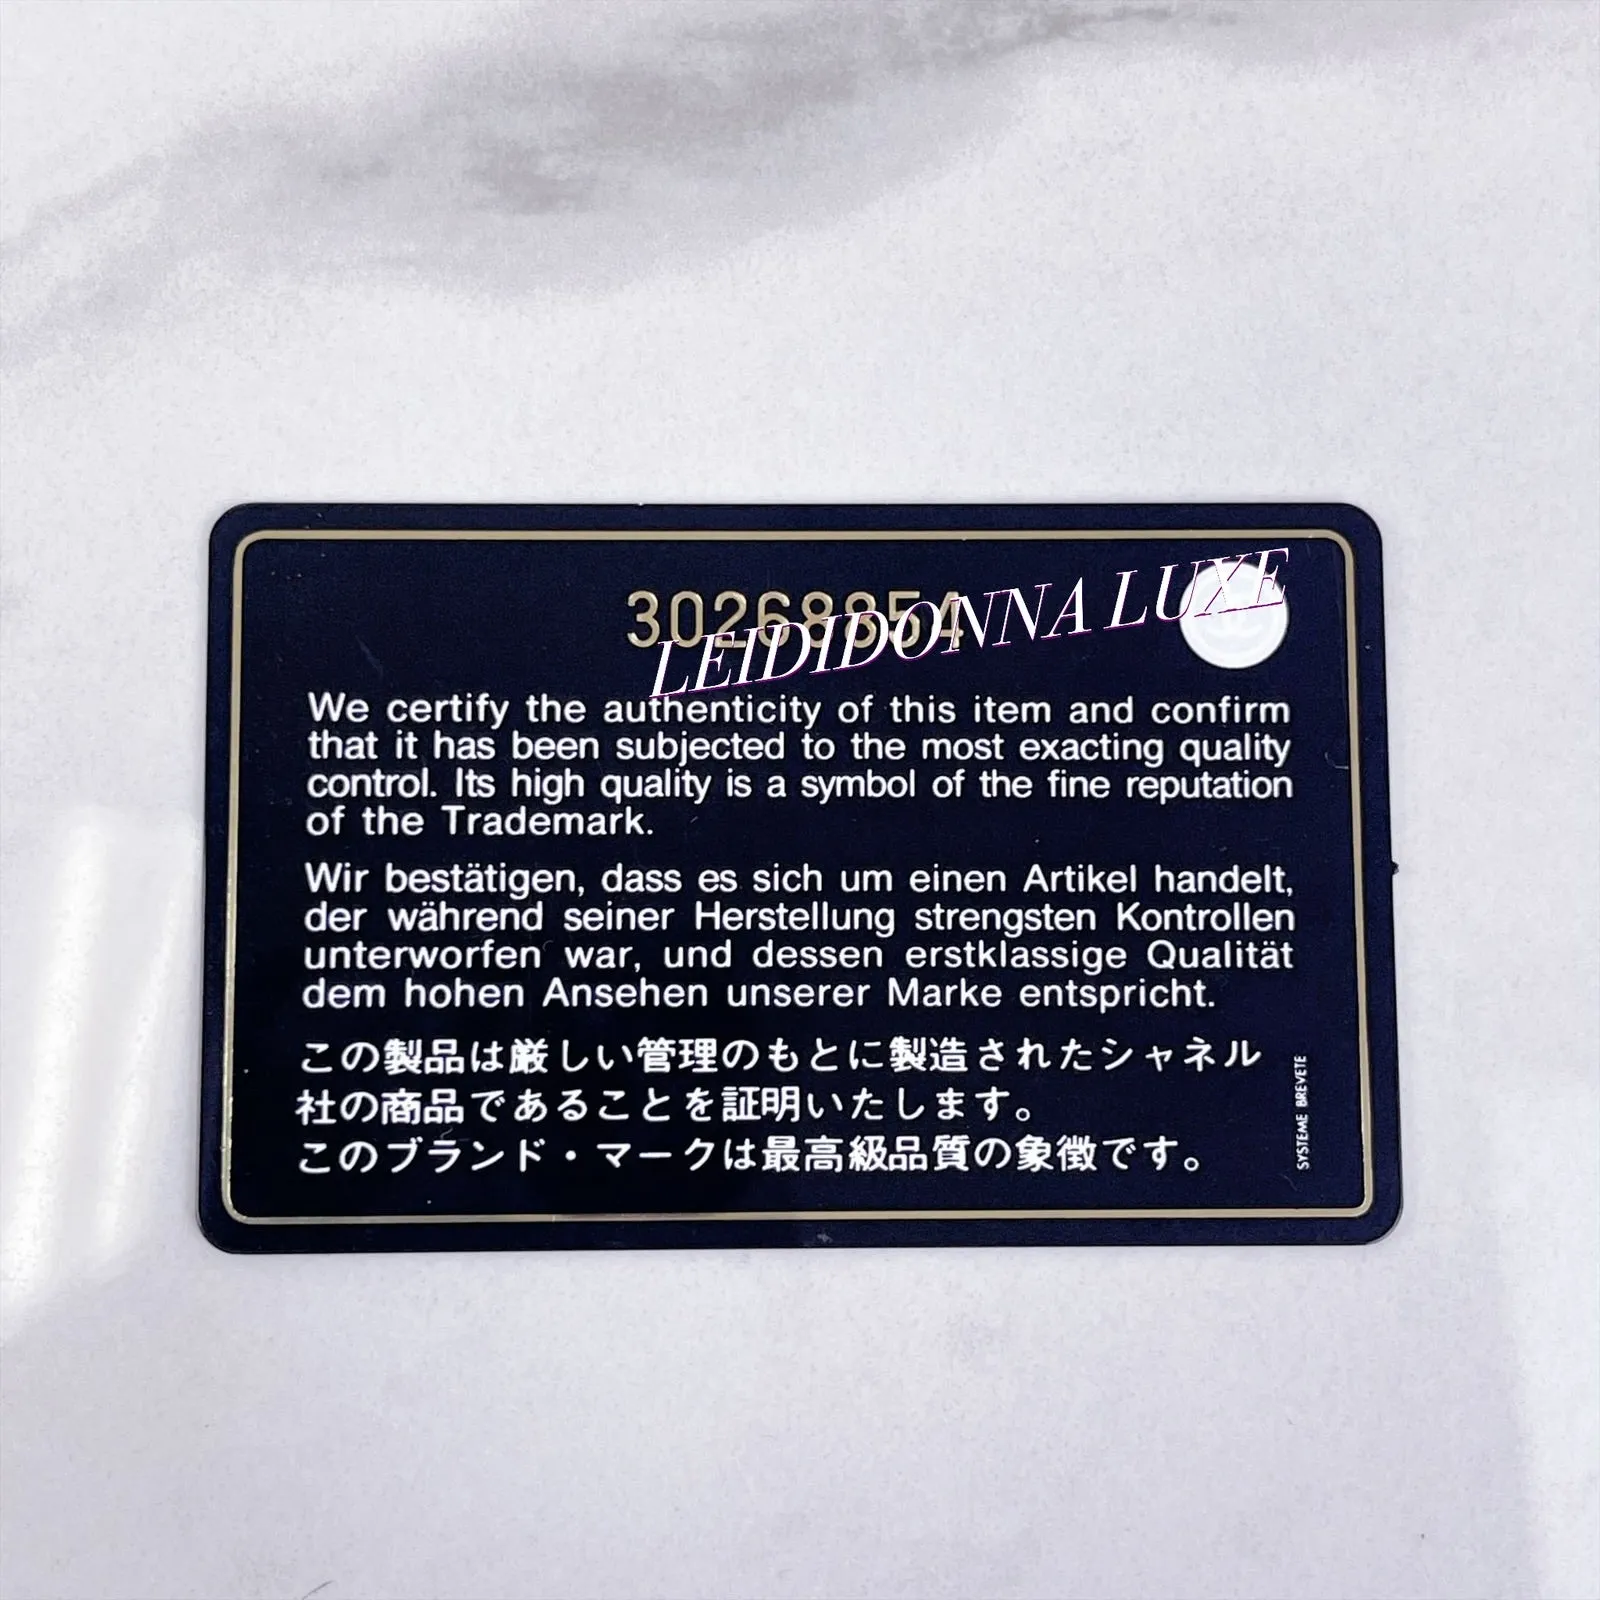 30268854
LEIDIDONNA LUXE
We certify the authenticity of this item and confirm
that it has been subjected to the most exacting quality
control. Its high quality is a symbol of the fine reputation
of the Trademark.
Wir bestätigen, dass es sich um einen Artikel handelt,
der während seiner Herstellung strengsten Kontrollen
unterworfen war, und dessen erstklassige Qualität
dem hohen Ansehen unserer Marke entspricht.
この製品は厳しい管理のもとに製造されたシャネル
社の商品であることを証明いたします。
このブランド・マークは最高級品質の象徴です。
SYSTEME BREVETE